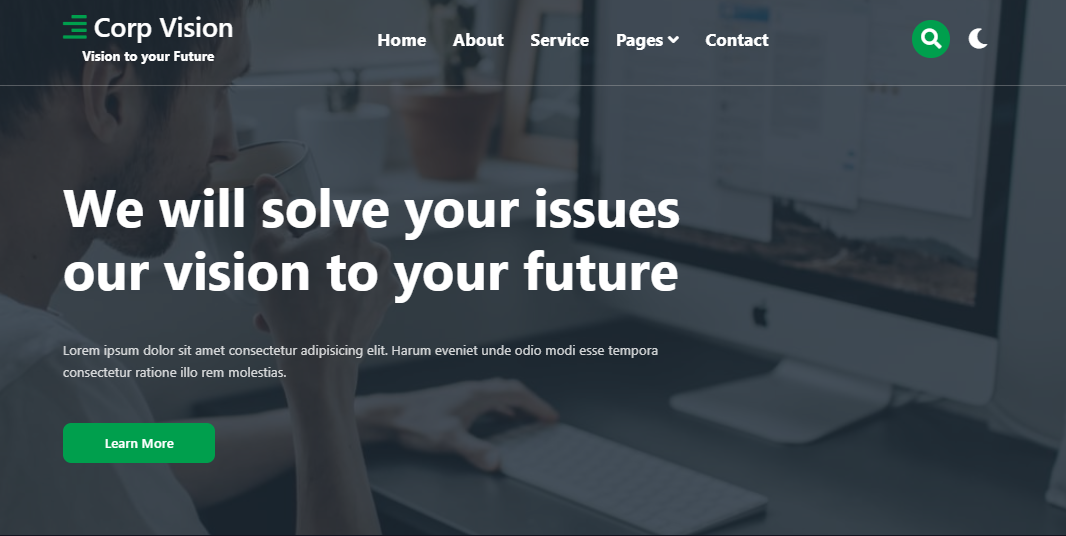 Corp Vision
Vision to your Future
Home About Service Pages Contact
We will solve your issues
our vision to your future
Lorem ipsum dolor sit amet consectetur adipisicing elit. Harum eveniet unde odio modi esse tempora
consectetur ratione illo rem molestias.
Learn More